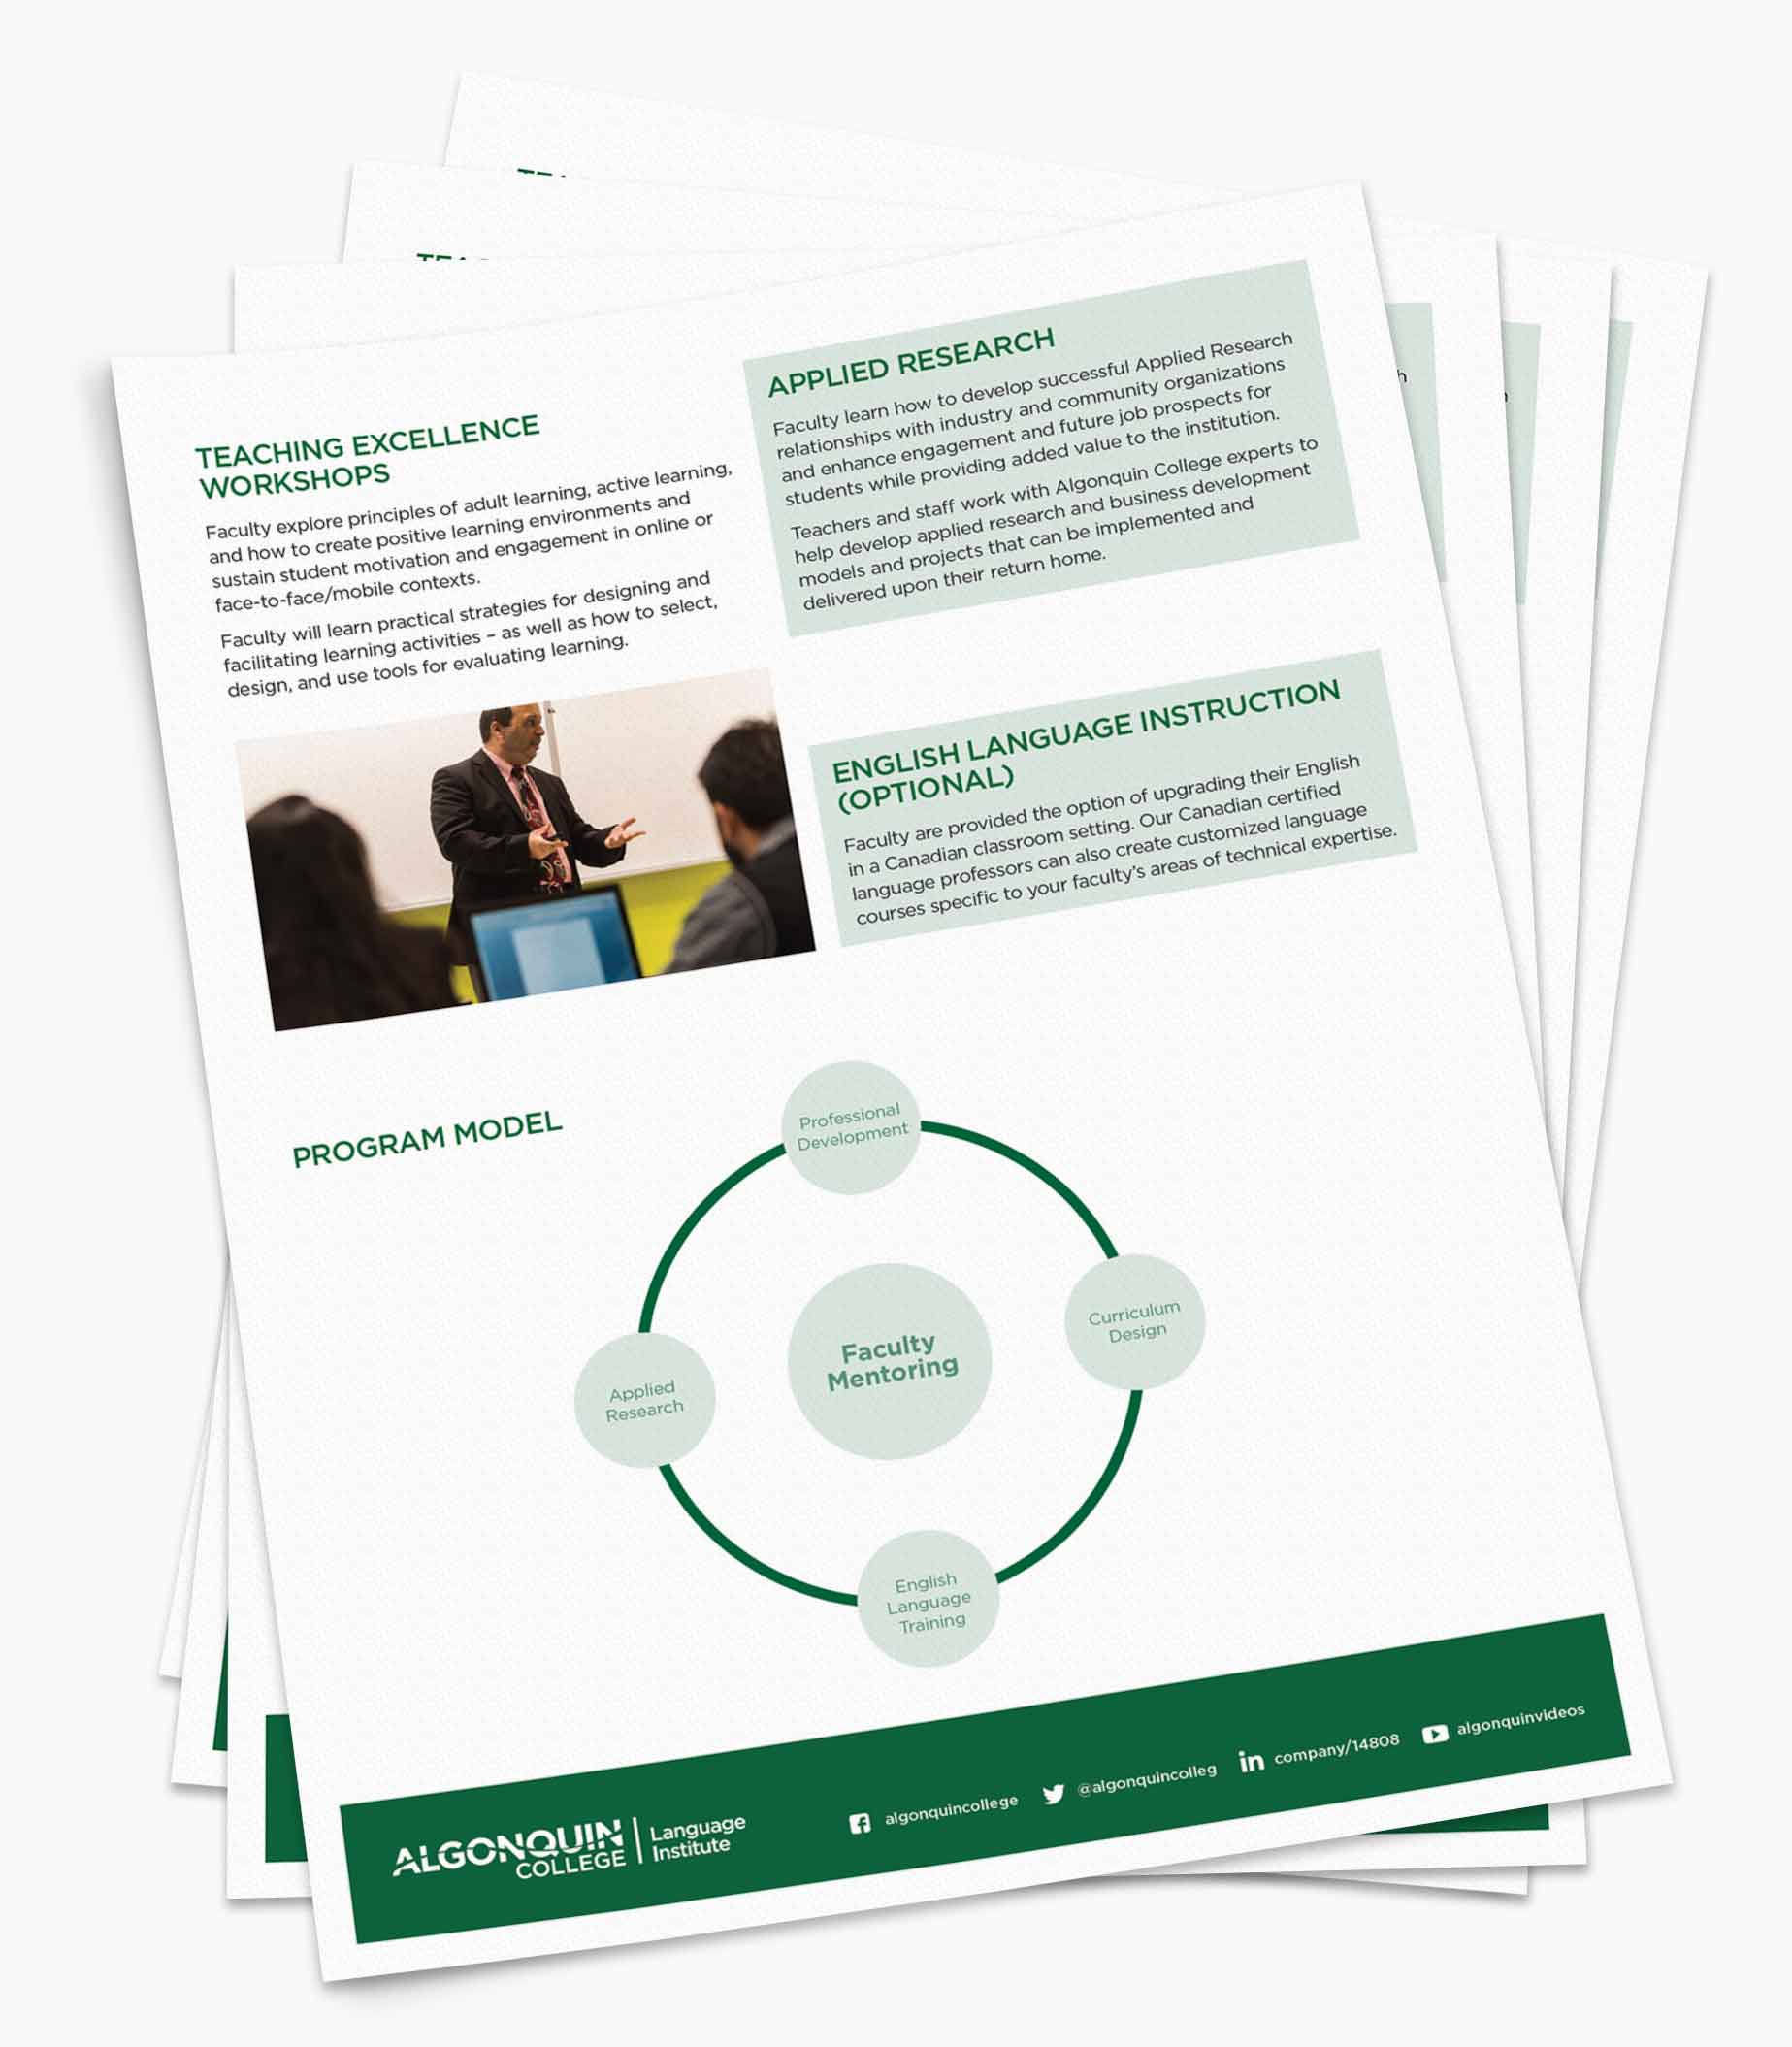 TEACHING EXCELLENCE
WORKSHOPS
Faculty explore principles of adult learning, active learning,
and how to create positive learning environments and
sustain student motivation and engagement in online or
face-to-face/mobile contexts.
Faculty will learn practical strategies for designing and
facilitating learning activities – as well as how to select,
design, and use tools for evaluating learning.
APPLIED RESEARCH
Faculty learn how to develop successful Applied Research
relationships with industry and community organizations
and enhance engagement and future job prospects for
students while providing added value to the institution.
Teachers and staff work with Algonquin College experts to
help develop applied research and business development
models and projects that can be implemented and
delivered upon their return home.
ENGLISH LANGUAGE INSTRUCTION
(OPTIONAL)
Faculty are provided the option of upgrading their English
in a Canadian classroom setting. Our Canadian certified
language professors can also create customized language
courses specific to your faculty's areas of technical expertise.
PROGRAM MODEL
Professional
Development
Curriculum
Design
Faculty
Mentoring
Applied
Research
English
Language
Training
ALGONQUIN
COLLEGE
Language
Institute
algonquincollege
@algonquincolleg
in company/14808
algonquinvideos